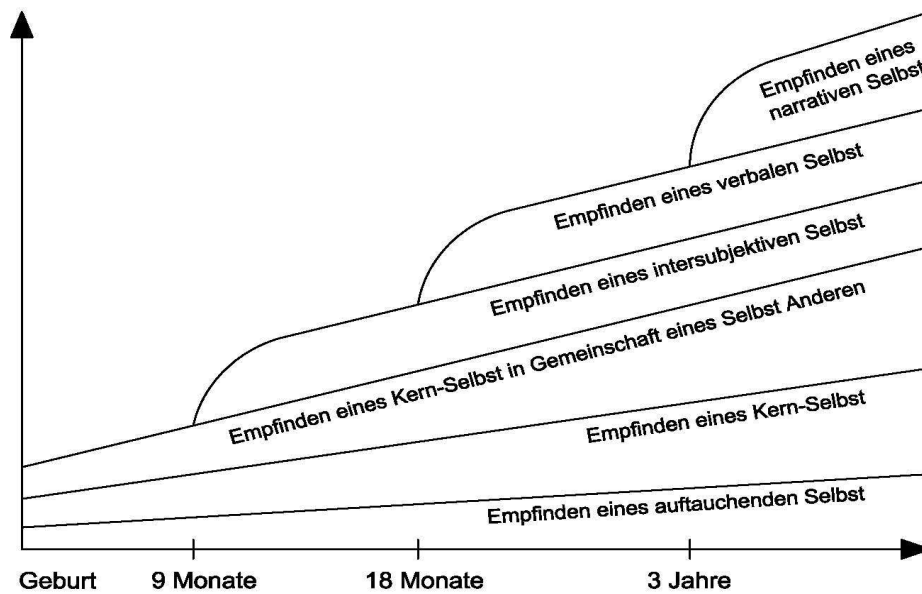 Empfinden eines
narrativen Selbst
Empfinden eines verbalen Selbst
Empfinden eines intersubjektiven Selbst
Empfinden eines Kern-Selbst in Gemeinschaft eines Selbst Anderen
Empfinden eines Kern-Selbst
Empfinden eines auftauchenden Selbst
Geburt
9 Monate
18 Monate
3 Jahre